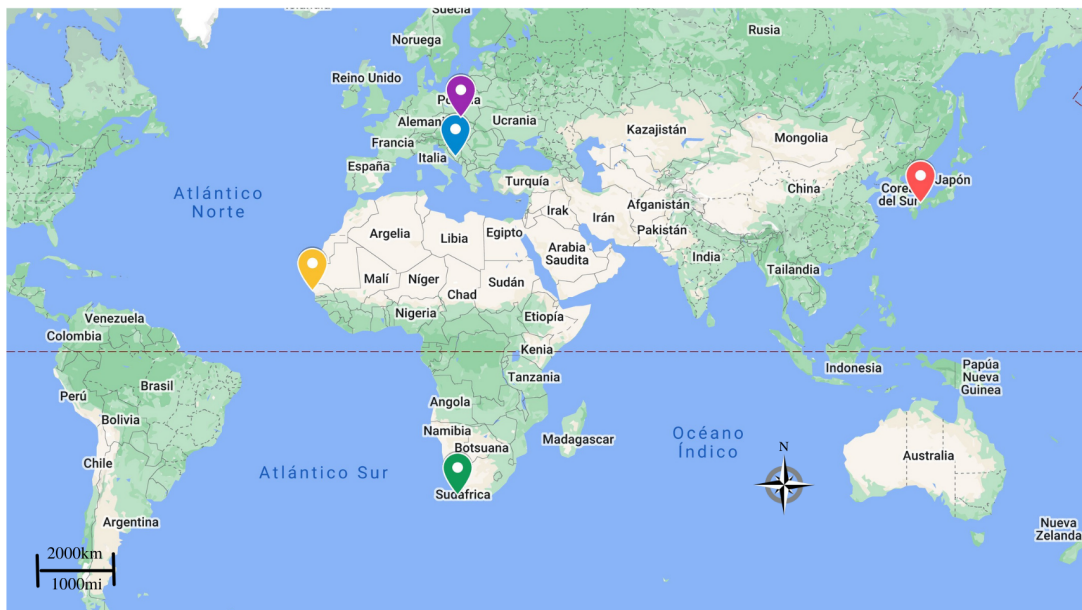 Suecia
Noruega
Rusia
Reino Unido
Alemani
Ucrania
Kazajistán
Mongolia
Francia
Italia
España
Turquía
China
Japón
Core
del Sur
Atlántico
Norte
Argelia
Libia
Egipto
Irak
Irán
Afganistán
Pakistán
Arabia
Saudita
India
Tailandia
Malí
Níger
Chad
Sudán
Nigeria
Etiopía
Venezuela
Colombia
Kenia
Tanzania
Indonesia
Papúa
Nueva
Guinea
Perú
Brasil
Bolivia
Angola
Namibia
Botsuana
Madagascar
Océano
Índico
N
Chile
Atlántico Sur
Sudáfrica
Australia
Argentina
Nueva
Zelanda
2000km
1000mi